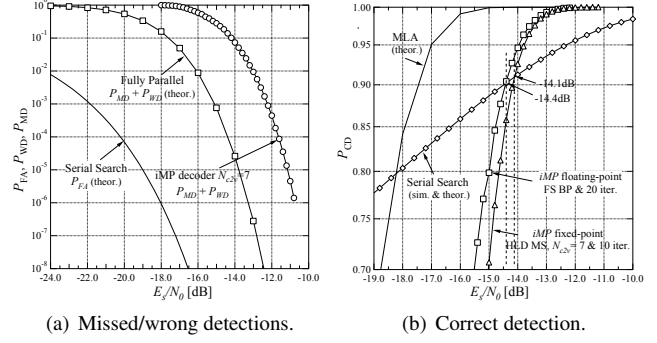 10⁰
10⁻¹
10⁻²
10⁻³
10⁻⁴
10⁻⁵
10⁻⁶
10⁻⁷
10⁻⁸
P_FA, P_WD, P_MD
Fully Parallel
P_MD + P_WD (theor.)
Serial Search
P_FA (theor.)
iMP decoder N_c2v=7
P_MD + P_WD
-24.0 -22.0 -20.0 -18.0 -16.0 -14.0 -12.0 -10.0
E_s/N_0 [dB]
(a) Missed/wrong detections.
1.00
0.95
0.90
0.85
0.80
0.75
0.70
P_CD
MLA
(theor.)
-14.1dB
-14.4dB
Serial Search
(sim. & theor.)
iMP floating-point
FS BP & 20 iter.
iMP fixed-point
HLD MS, N_c2v= 7 & 10 iter.
-19.0 -18.0 -17.0 -16.0 -15.0 -14.0 -13.0 -12.0 -11.0 -10.0
E_s/N_0 [dB]
(b) Correct detection.